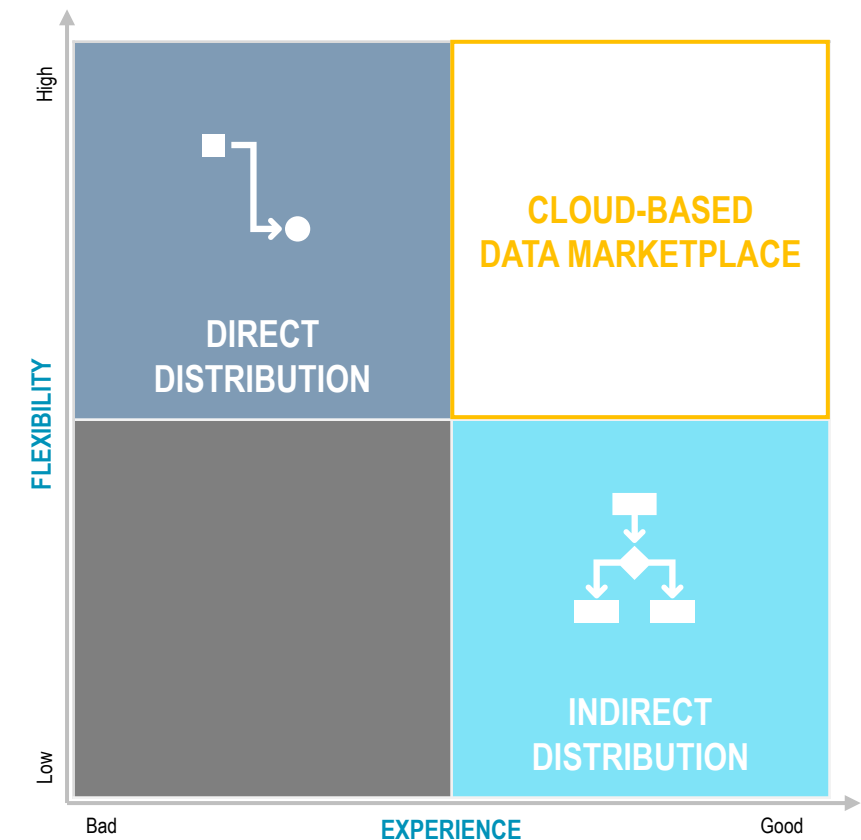 High
CLOUD-BASED
DATA MARKETPLACE
DIRECT
DISTRIBUTION
FLEXIBILITY
INDIRECT
DISTRIBUTION
Low
Bad
EXPERIENCE
Good